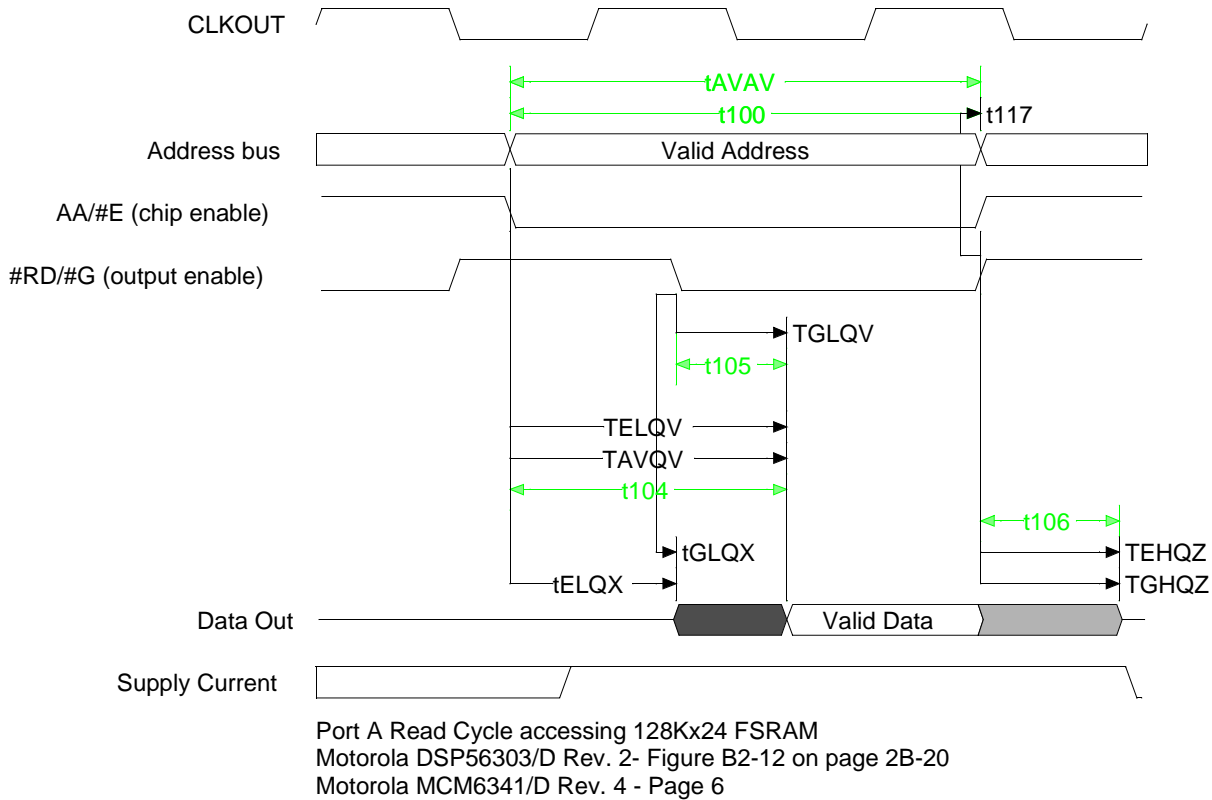 CLKOUT
tAVAV
t100
t117
Address bus
Valid Address
AA/#E (chip enable)
#RD/#G (output enable)
TGLQV
t105
TELQV
TAVQV
t104
t106
tGLQX
TEHQZ
tELQX
TGHQZ
Data Out
Valid Data
Supply Current
Port A Read Cycle accessing 128Kx24 FSRAM
Motorola DSP56303/D Rev. 2- Figure B2-12 on page 2B-20
Motorola MCM6341/D Rev. 4 - Page 6